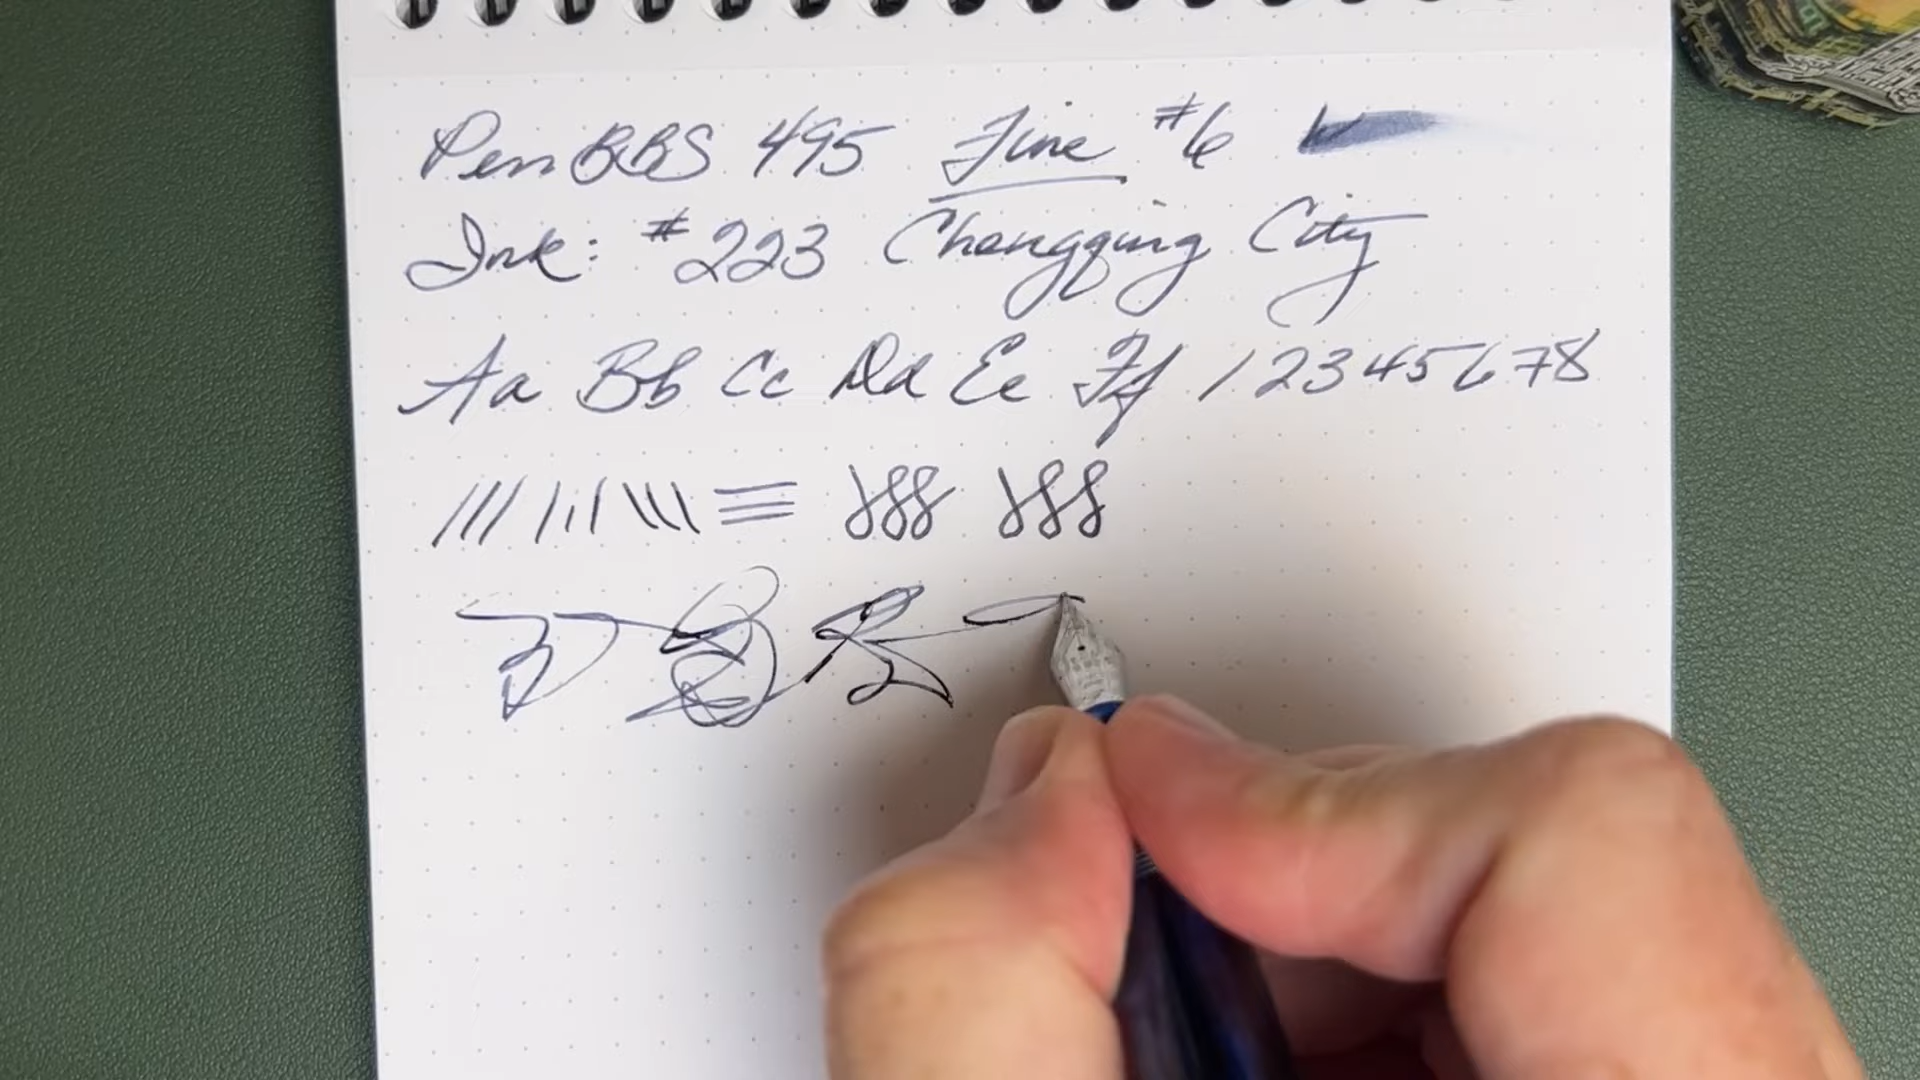 PenBBS 495 Fine #6
Ink: #223 Chongqing City
Aa Bb Cc Dd Ee Ff 12345678